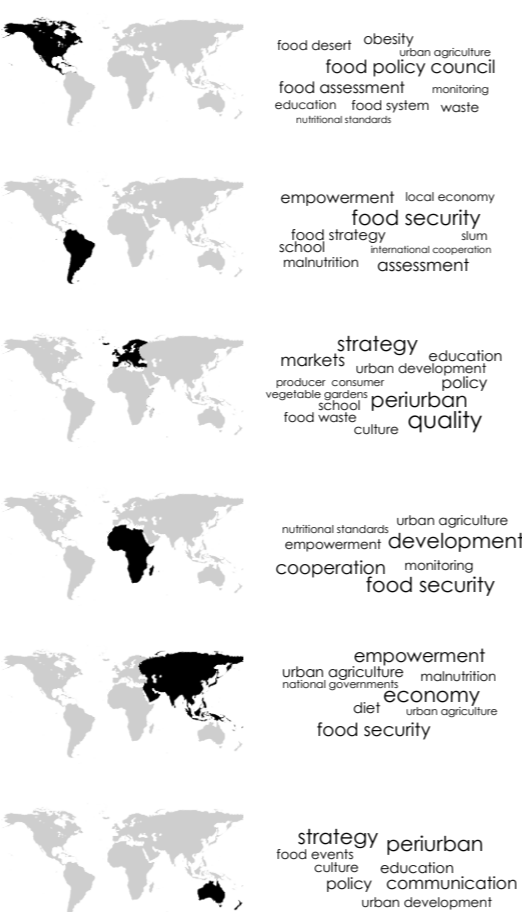 food desert obesity
urban agriculture
food policy council
food assessment monitoring
education food system waste
nutritional standards
empowerment local economy
food security
food strategy slum
school international cooperation
malnutrition assessment
strategy
markets education
urban development
producer consumer policy
vegetable gardens periurban
school
food waste quality
culture
nutritional standards urban agriculture
empowerment development
cooperation monitoring
food security
empowerment
urban agriculture malnutrition
national governments
economy
diet urban agriculture
food security
strategy periurban
food events
culture education
policy communication
urban development